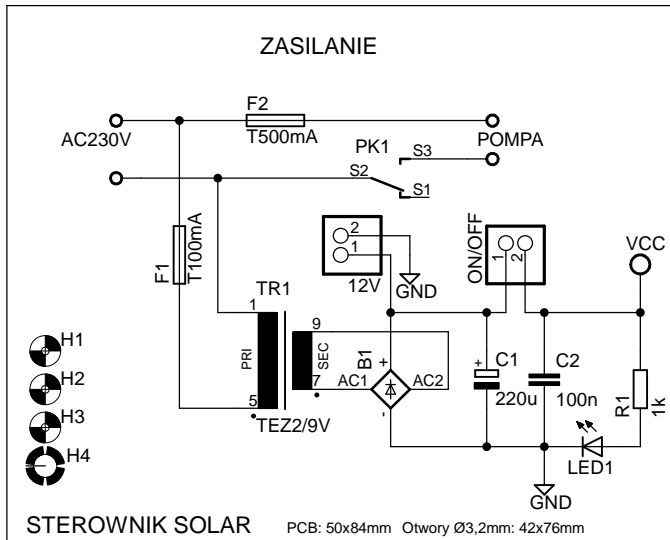 ZASILANIE
F2
AC230V
T500mA
POMPA
PK1
S3
S2
S1
F1
T100mA
2
1
12V
GND
ON/OFF
1
2
VCC
TR1
1
9
PRI
SEC
5
7
TEZ2/9V
B1
+
AC1
AC2
-
+
C1
220u
C2
100n
R1
1k
LED1
GND
H1
H2
H3
H4
STEROWNIK SOLAR
PCB: 50x84mm Otwory Ø3,2mm: 42x76mm